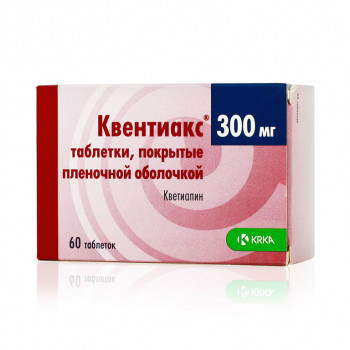 Квентиакс® 300 мг
таблетки, покрытые
пленочной оболочкой
Кветиапин
60 таблеток
KRKA